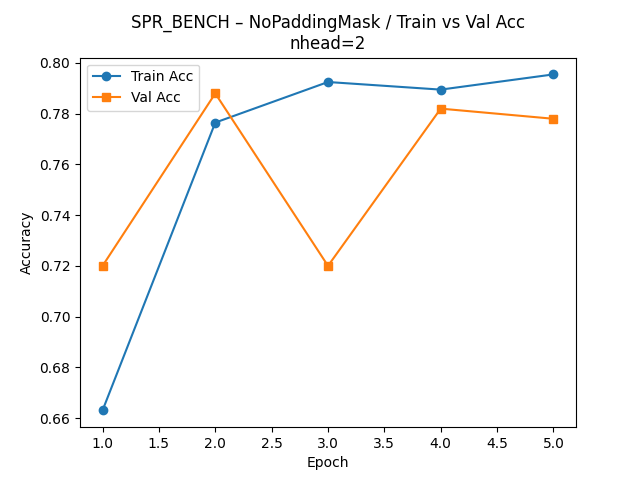 SPR_BENCH – NoPaddingMask / Train vs Val Acc
nhead=2
Train Acc
Val Acc
Accuracy
0.80
0.78
0.76
0.74
0.72
0.70
0.68
0.66
1.0 1.5 2.0 2.5 3.0 3.5 4.0 4.5 5.0
Epoch